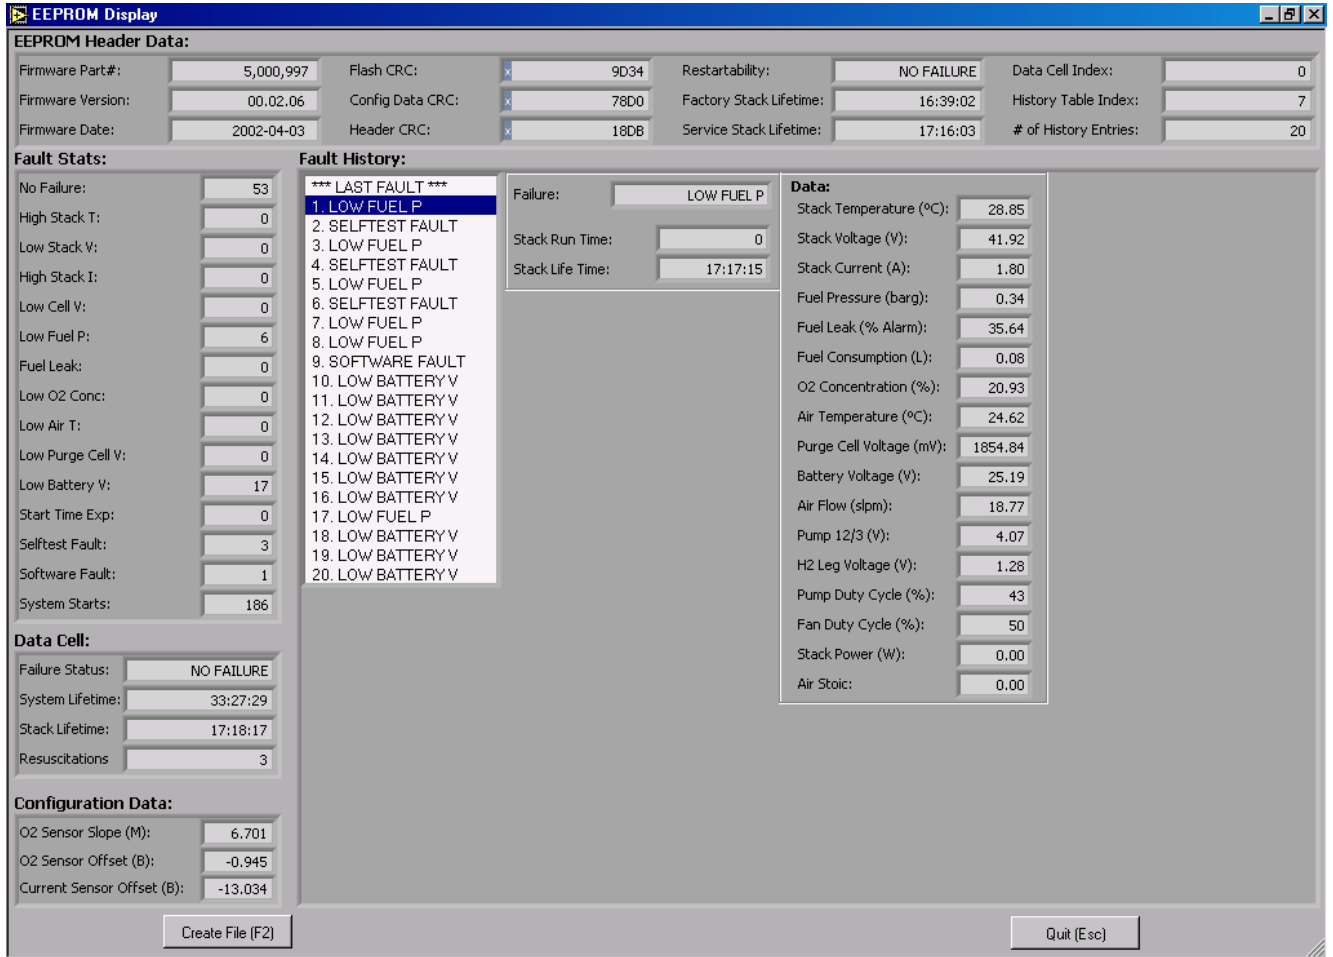 EEPROM Display
EEPROM Header Data:
Firmware Part#: 5,000,997 Flash CRC: x 9D34 Restartability: NO FAILURE Data Cell Index: 0
Firmware Version: 00.02.06 Config Data CRC: x 78D0 Factory Stack Lifetime: 16:39:02 History Table Index: 7
Firmware Date: 2002-04-03 Header CRC: x 18DB Service Stack Lifetime: 17:16:03 # of History Entries: 20
Fault Stats:
No Failure: 53
High Stack T: 0
Low Stack V: 0
High Stack I: 0
Low Cell V: 0
Low Fuel P: 6
Fuel Leak: 0
Low O2 Conc: 0
Low Air T: 0
Low Purge Cell V: 0
Low Battery V: 17
Start Time Exp: 0
Selftest Fault: 3
Software Fault: 1
System Starts: 186
Data Cell:
Failure Status: NO FAILURE
System Lifetime: 33:27:29
Stack Lifetime: 17:18:17
Resuscitations 3
Configuration Data:
O2 Sensor Slope (M): 6.701
O2 Sensor Offset (B): -0.945
Current Sensor Offset (B): -13.034
Fault History:
*** LAST FAULT ***
1. LOW FUEL P
2. SELFTEST FAULT
3. LOW FUEL P
4. SELFTEST FAULT
5. LOW FUEL P
6. SELFTEST FAULT
7. LOW FUEL P
8. LOW FUEL P
9. SOFTWARE FAULT
10. LOW BATTERY V
11. LOW BATTERY V
12. LOW BATTERY V
13. LOW BATTERY V
14. LOW BATTERY V
15. LOW BATTERY V
16. LOW BATTERY V
17. LOW FUEL P
18. LOW BATTERY V
19. LOW BATTERY V
20. LOW BATTERY V
Failure: LOW FUEL P
Stack Run Time: 0
Stack Life Time: 17:17:15
Data:
Stack Temperature (ºC): 28.85
Stack Voltage (V): 41.92
Stack Current (A): 1.80
Fuel Pressure (barg): 0.34
Fuel Leak (% Alarm): 35.64
Fuel Consumption (L): 0.08
O2 Concentration (%): 20.93
Air Temperature (ºC): 24.62
Purge Cell Voltage (mV): 1854.84
Battery Voltage (V): 25.19
Air Flow (slpm): 18.77
Pump 12/3 (V): 4.07
H2 Leg Voltage (V): 1.28
Pump Duty Cycle (%): 43
Fan Duty Cycle (%): 50
Stack Power (W): 0.00
Air Stoic: 0.00
Create File (F2)
Quit (Esc)